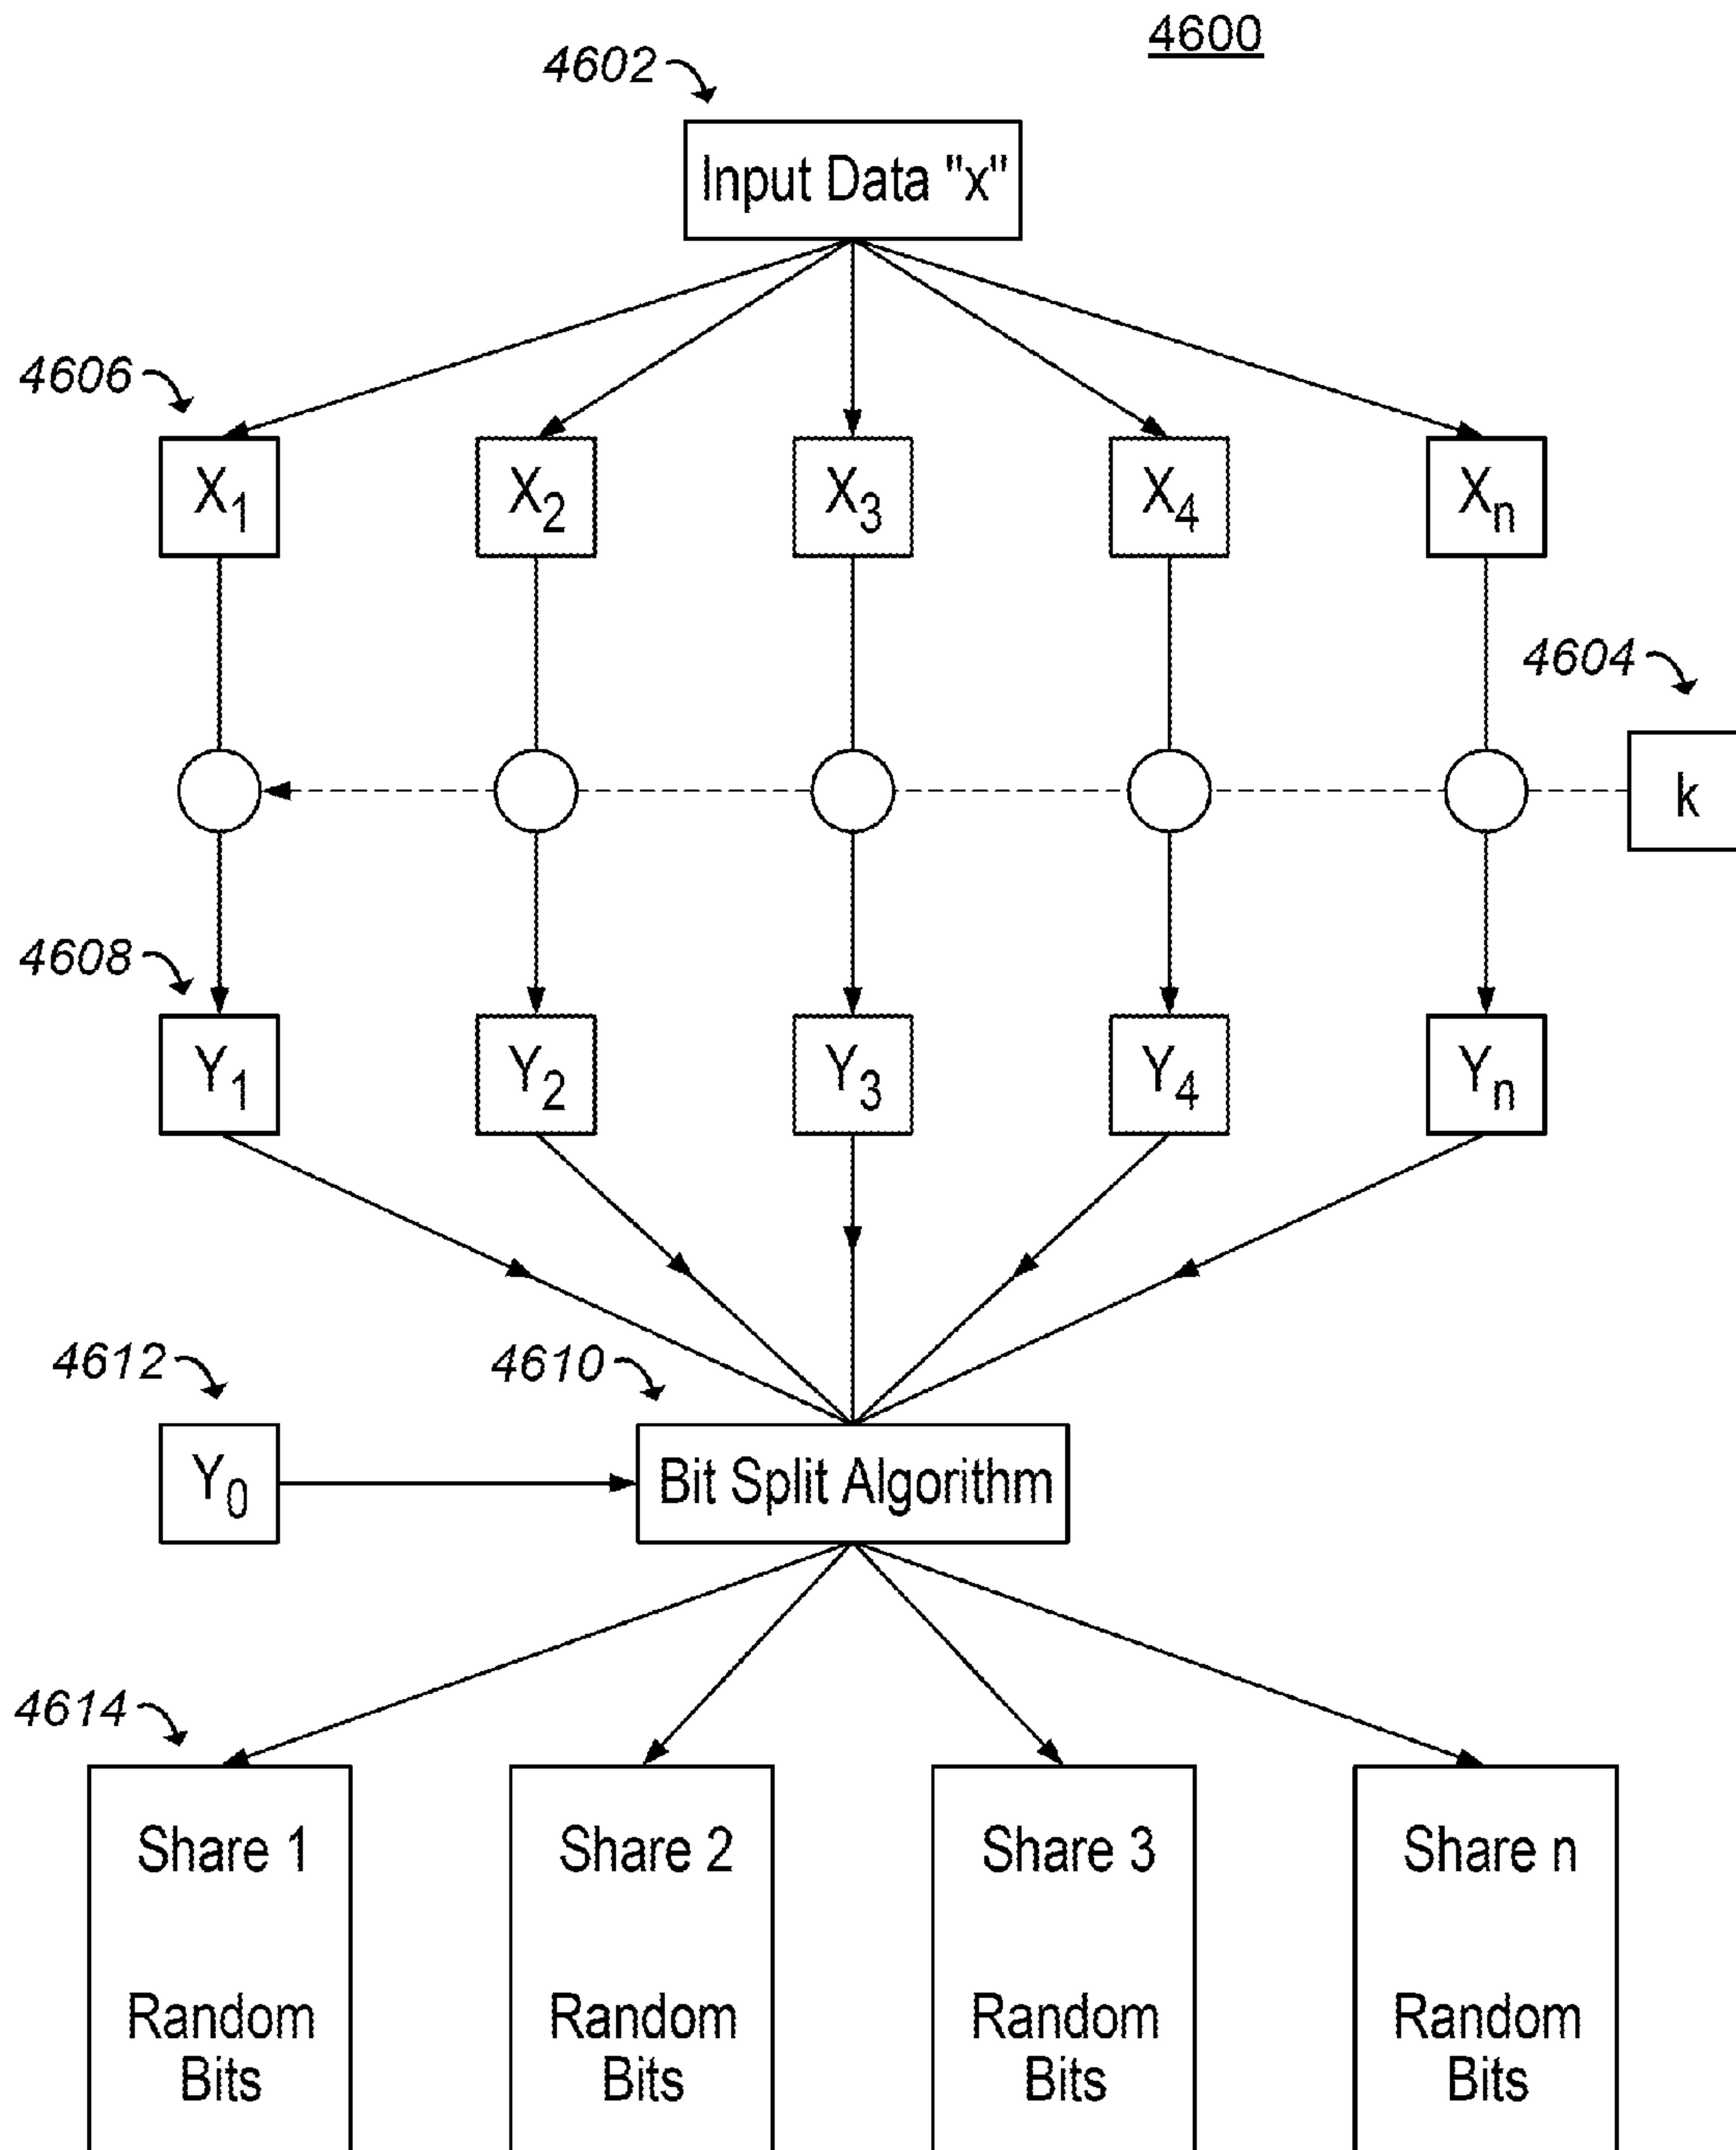 4600
4602
Input Data "x"
4606
X1 X2 X3 X4 Xn
4604
k
4608
Y1 Y2 Y3 Y4 Yn
4612
4610
Y0
Bit Split Algorithm
4614
Share 1 Share 2 Share 3 Share n
Random Random Random Random
Bits Bits Bits Bits